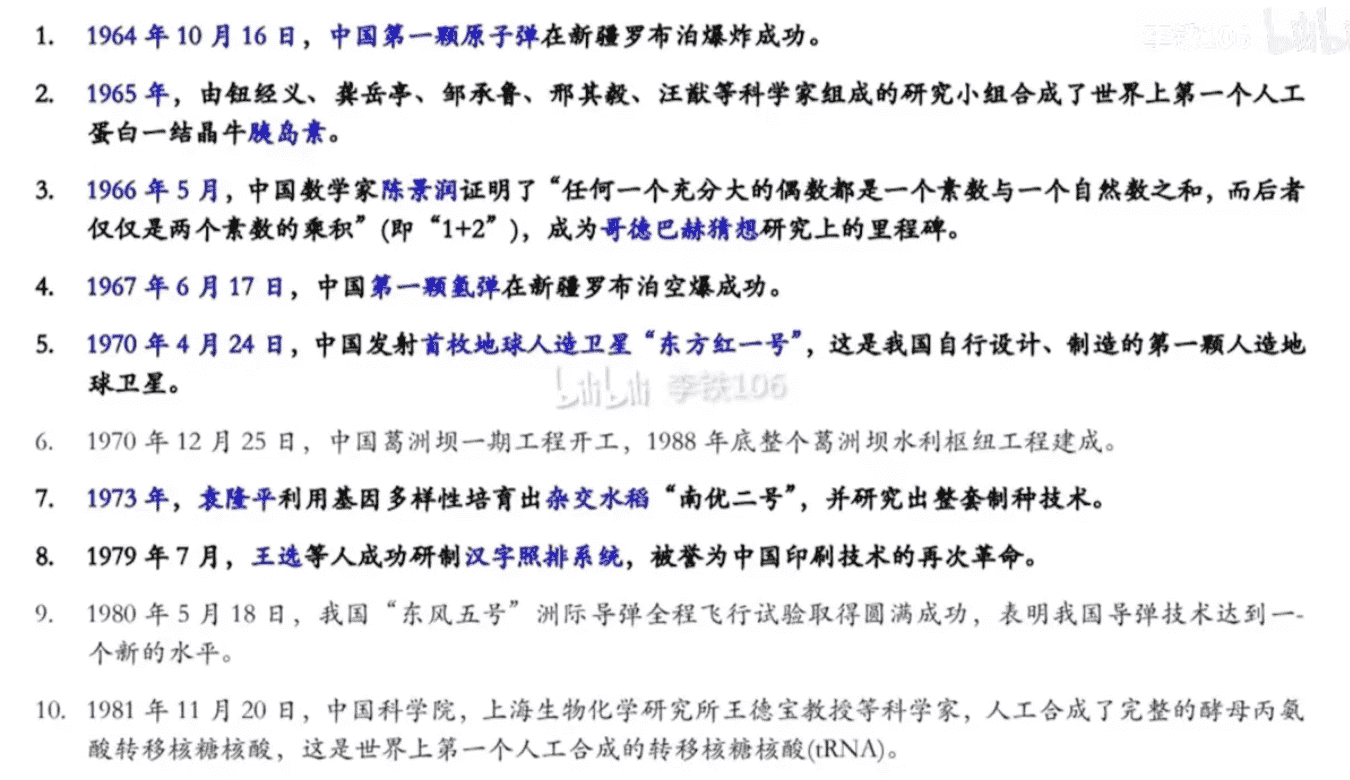 李铁106 bilibili
1. 1964 年 10 月 16 日，中国第一颗原子弹在新疆罗布泊爆炸成功。
2. 1965 年，由钮经义、龚岳亭、邹承鲁、邢其毅、汪猷等科学家组成的研究小组合成了世界上第一个人工
蛋白一结晶牛胰岛素。
3. 1966 年 5 月，中国数学家陈景润证明了“任何一个充分大的偶数都是一个素数与一个自然数之和，而后者
仅仅是两个素数的乘积”(即“1+2”)，成为哥德巴赫猜想研究上的里程碑。
4. 1967 年 6 月 17 日，中国第一颗氢弹在新疆罗布泊空爆成功。
5. 1970 年 4 月 24 日，中国发射首枚地球人造卫星“东方红一号”，这是我国自行设计、制造的第一颗人造地
球卫星。
bilibili 李铁106
6. 1970 年 12 月 25 日，中国葛洲坝一期工程开工，1988 年底整个葛洲坝水利枢纽工程建成。
7. 1973 年，袁隆平利用基因多样性培育出杂交水稻“南优二号”，并研究出整套制种技术。
8. 1979 年 7 月，王选等人成功研制汉字照排系统，被誉为中国印刷技术的再次革命。
9. 1980 年 5 月 18 日，我国“东风五号”洲际导弹全程飞行试验取得圆满成功，表明我国导弹技术达到一-
个新的水平。
10. 1981 年 11 月 20 日，中国科学院，上海生物化学研究所王德宝教授等科学家，人工合成了完整的酵母丙氨
酸转移核糖核酸，这是世界上第一个人工合成的转移核糖核酸(tRNA)。